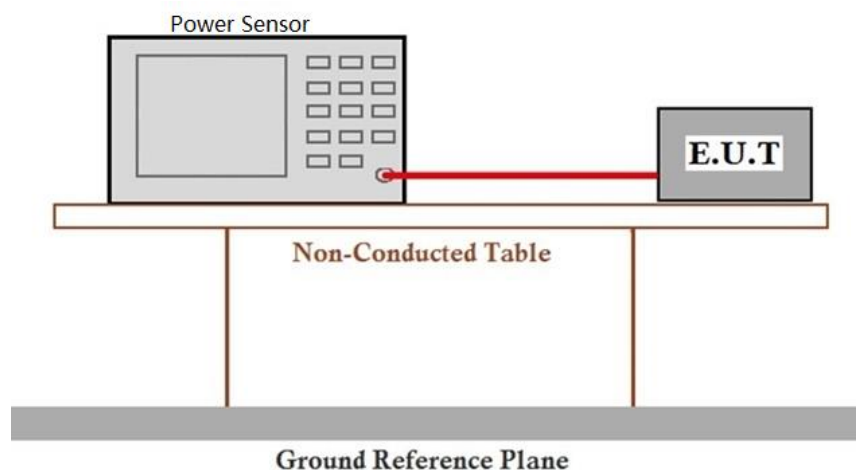 Power Sensor
E.U.T
Non-Conducted Table
Ground Reference Plane